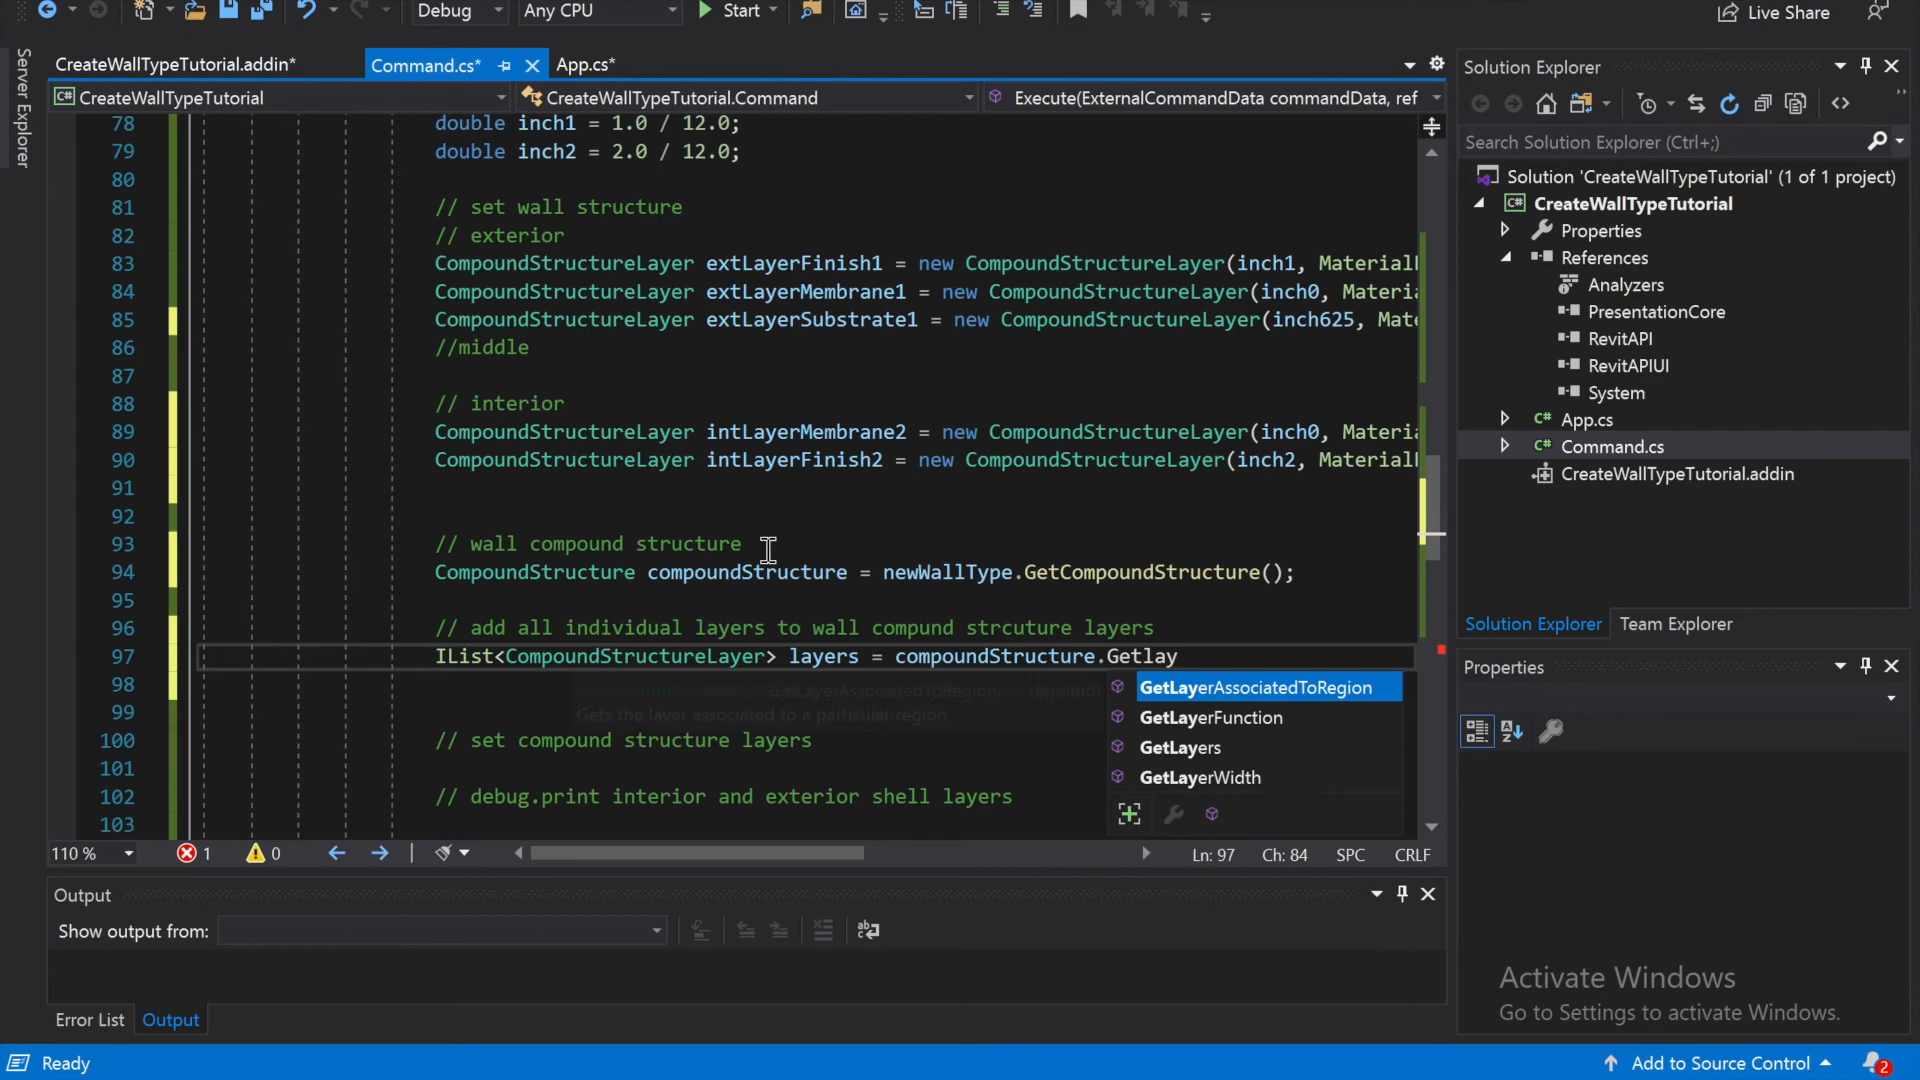 Debug
Any CPU
Start
Live Share
Server Explorer
CreateWallTypeTutorial.addin*
Command.cs*
App.cs*
CreateWallTypeTutorial
CreateWallTypeTutorial.Command
Execute(ExternalCommandData commandData, ref
78 double inch1 = 1.0 / 12.0;
79 double inch2 = 2.0 / 12.0;
80
81 // set wall structure
82 // exterior
83 CompoundStructureLayer extLayerFinish1 = new CompoundStructureLayer(inch1, Material
84 CompoundStructureLayer extLayerMembrane1 = new CompoundStructureLayer(inch0, Materia
85 CompoundStructureLayer extLayerSubstrate1 = new CompoundStructureLayer(inch625, Mate
86 //middle
87
88 // interior
89 CompoundStructureLayer intLayerMembrane2 = new CompoundStructureLayer(inch0, Materia
90 CompoundStructureLayer intLayerFinish2 = new CompoundStructureLayer(inch2, Material
91
92
93 // wall compound structure
94 CompoundStructure compoundStructure = newWallType.GetCompoundStructure();
95
96 // add all individual layers to wall compund strcuture layers
97 IList<CompoundStructureLayer> layers = compoundStructure.Getlay
98
99
100 // set compound structure layers
101
102 // debug.print interior and exterior shell layers
103
GetLayerAssociatedToRegion
GetLayerFunction
GetLayers
GetLayerWidth
Gets the layer associated to a particular region
110 %
1
0
Ln: 97
Ch: 84
SPC
CRLF
Output
Show output from:
Error List
Output
Solution Explorer
Search Solution Explorer (Ctrl+;)
Solution 'CreateWallTypeTutorial' (1 of 1 project)
CreateWallTypeTutorial
Properties
References
Analyzers
PresentationCore
RevitAPI
RevitAPIUI
System
App.cs
Command.cs
CreateWallTypeTutorial.addin
Solution Explorer
Team Explorer
Properties
Activate Windows
Go to Settings to activate Windows.
Ready
Add to Source Control
2